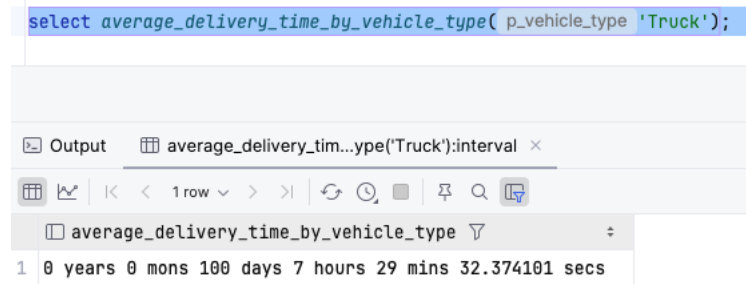 select average_delivery_time_by_vehicle_type( p_vehicle_type 'Truck');
Output average_delivery_tim...ype('Truck'):interval ×
1 row
average_delivery_time_by_vehicle_type
1 0 years 0 mons 100 days 7 hours 29 mins 32.374101 secs